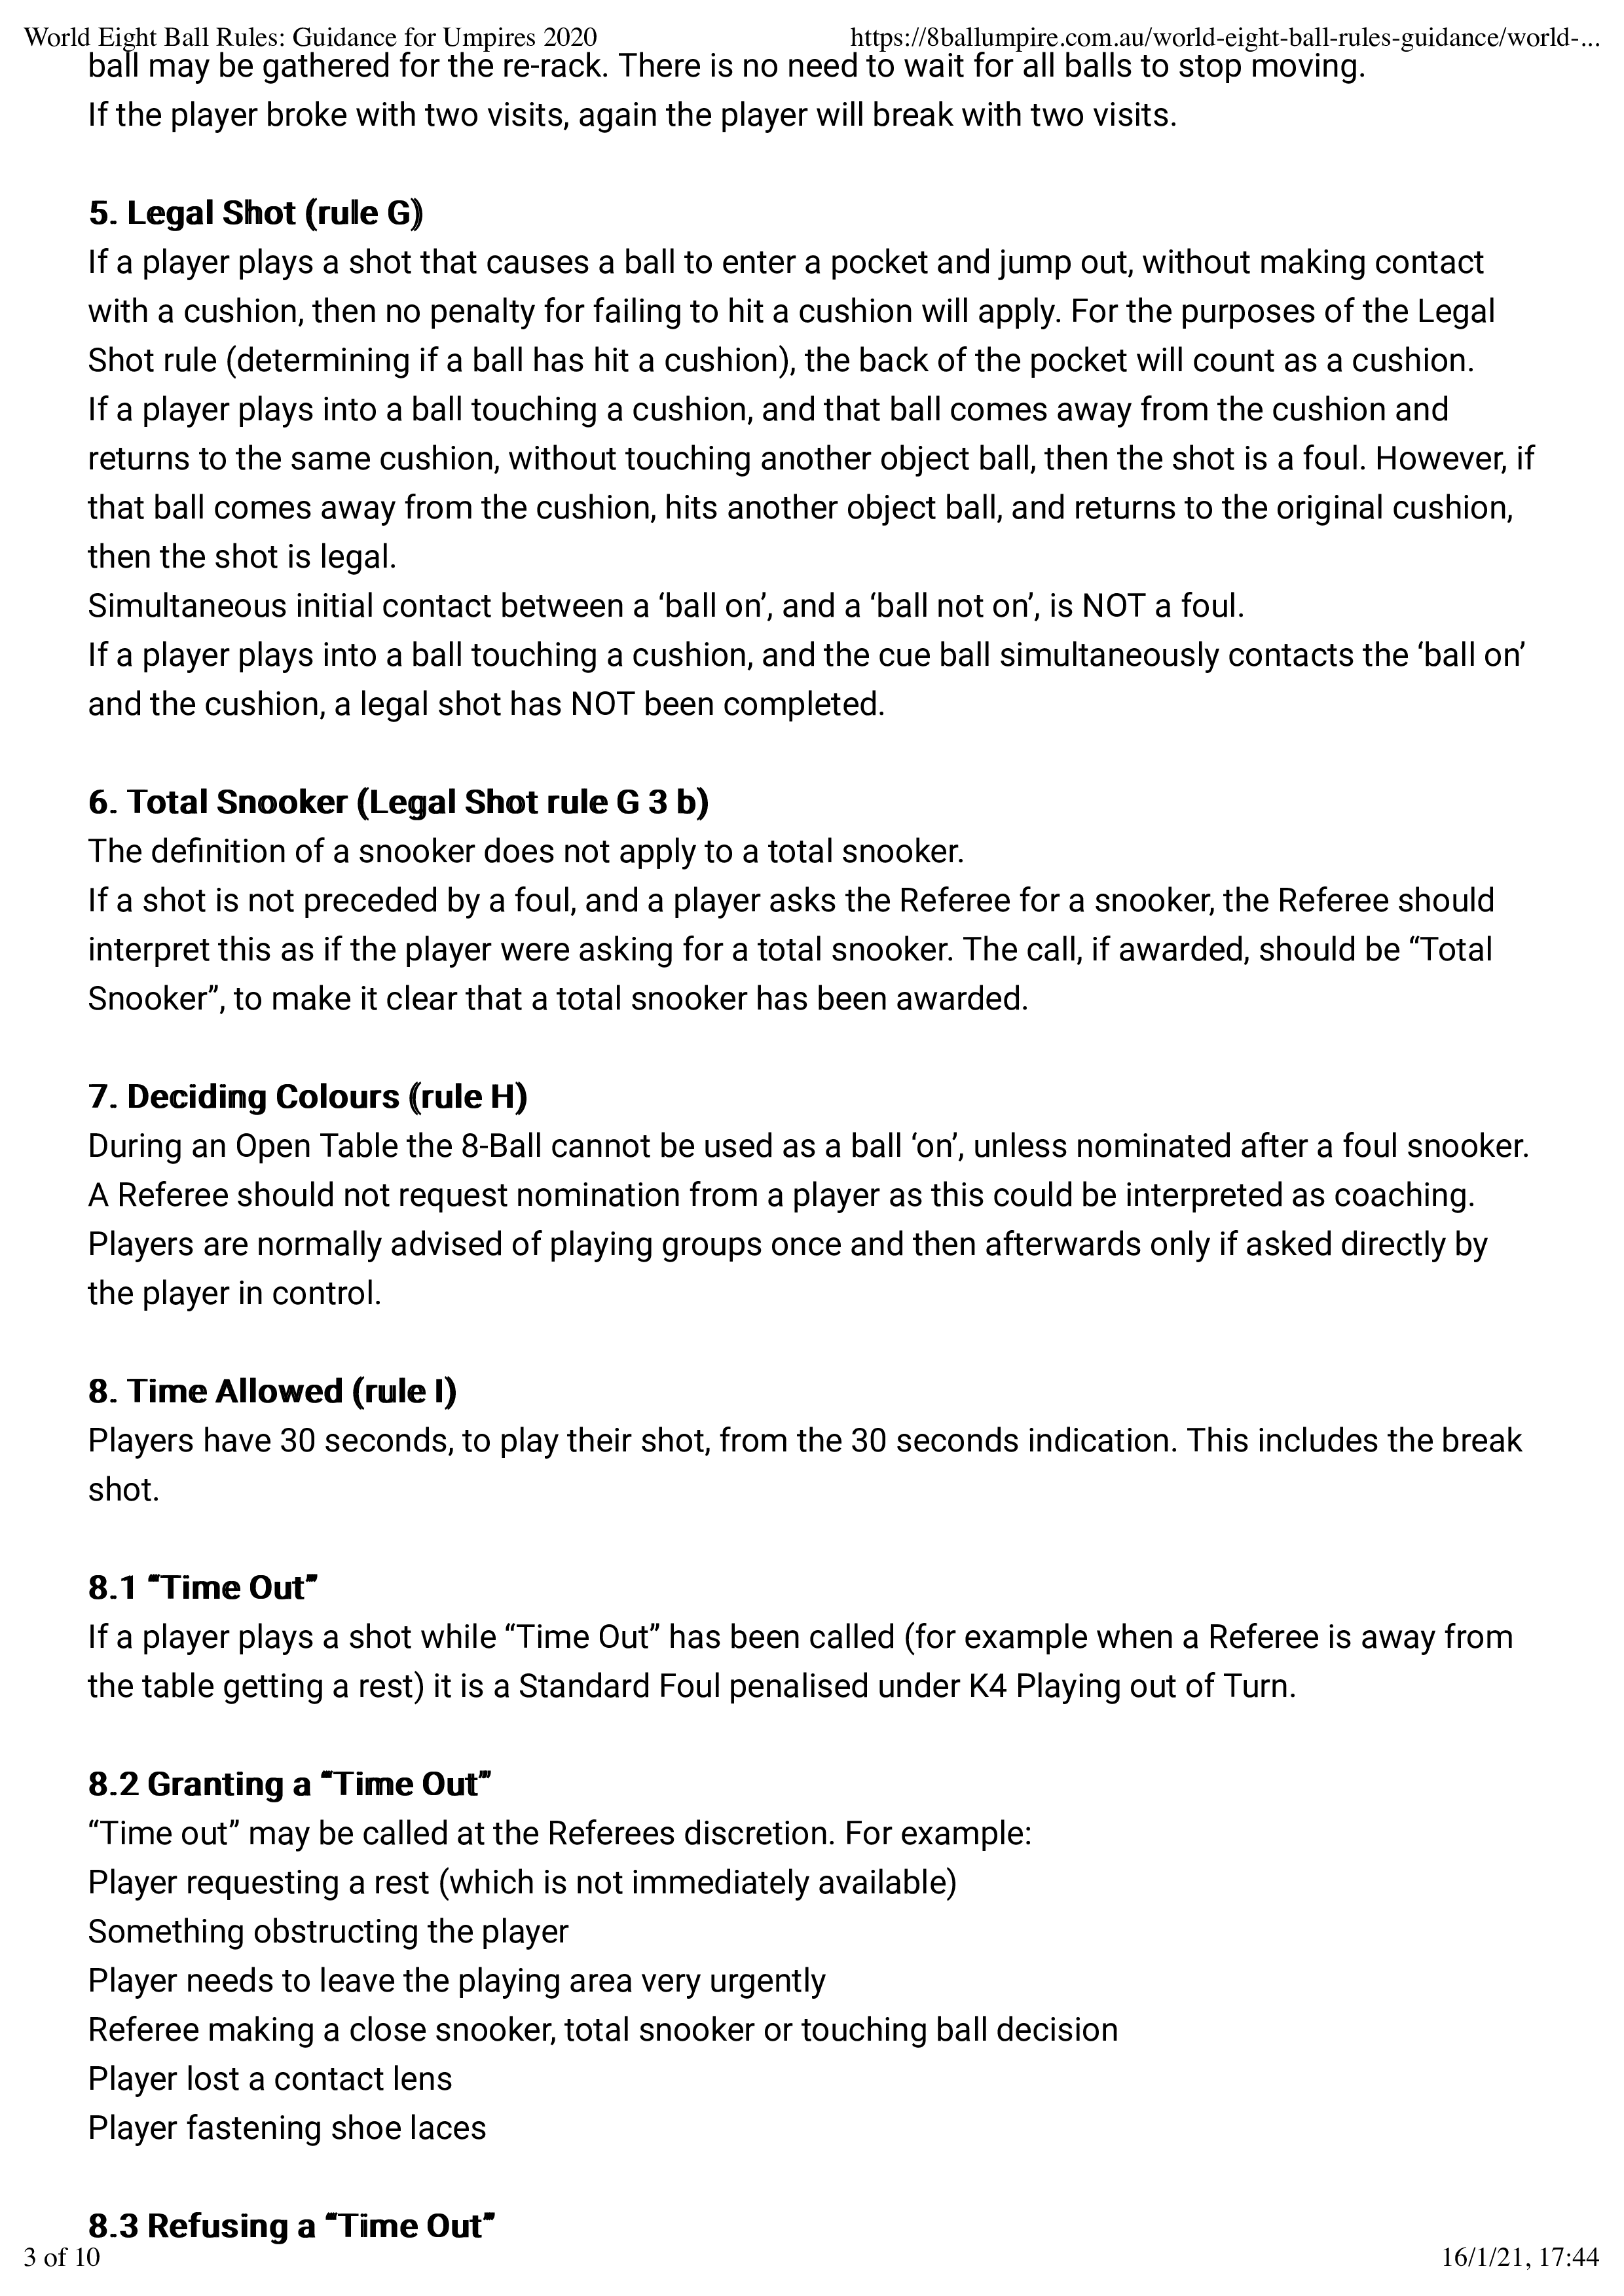 World Eight Ball Rules: Guidance for Umpires 2020 https://8ballumpire.com.au/world-eight-ball-rules-guidance/world-...
ball may be gathered for the re-rack. There is no need to wait for all balls to stop moving.
If the player broke with two visits, again the player will break with two visits.
5. Legal Shot (rule G)
If a player plays a shot that causes a ball to enter a pocket and jump out, without making contact
with a cushion, then no penalty for failing to hit a cushion will apply. For the purposes of the Legal
Shot rule (determining if a ball has hit a cushion), the back of the pocket will count as a cushion.
If a player plays into a ball touching a cushion, and that ball comes away from the cushion and
returns to the same cushion, without touching another object ball, then the shot is a foul. However, if
that ball comes away from the cushion, hits another object ball, and returns to the original cushion,
then the shot is legal.
Simultaneous initial contact between a ‘ball on’, and a ‘ball not on’, is NOT a foul.
If a player plays into a ball touching a cushion, and the cue ball simultaneously contacts the ‘ball on’
and the cushion, a legal shot has NOT been completed.
6. Total Snooker (Legal Shot rule G 3 b)
The definition of a snooker does not apply to a total snooker.
If a shot is not preceded by a foul, and a player asks the Referee for a snooker, the Referee should
interpret this as if the player were asking for a total snooker. The call, if awarded, should be “Total
Snooker”, to make it clear that a total snooker has been awarded.
7. Deciding Colours (rule H)
During an Open Table the 8-Ball cannot be used as a ball ‘on’, unless nominated after a foul snooker.
A Referee should not request nomination from a player as this could be interpreted as coaching.
Players are normally advised of playing groups once and then afterwards only if asked directly by
the player in control.
8. Time Allowed (rule I)
Players have 30 seconds, to play their shot, from the 30 seconds indication. This includes the break
shot.
8.1 “Time Out”
If a player plays a shot while “Time Out” has been called (for example when a Referee is away from
the table getting a rest) it is a Standard Foul penalised under K4 Playing out of Turn.
8.2 Granting a “Time Out”
“Time out” may be called at the Referees discretion. For example:
Player requesting a rest (which is not immediately available)
Something obstructing the player
Player needs to leave the playing area very urgently
Referee making a close snooker, total snooker or touching ball decision
Player lost a contact lens
Player fastening shoe laces
8.3 Refusing a “Time Out”
3 of 10 16/1/21, 17:44